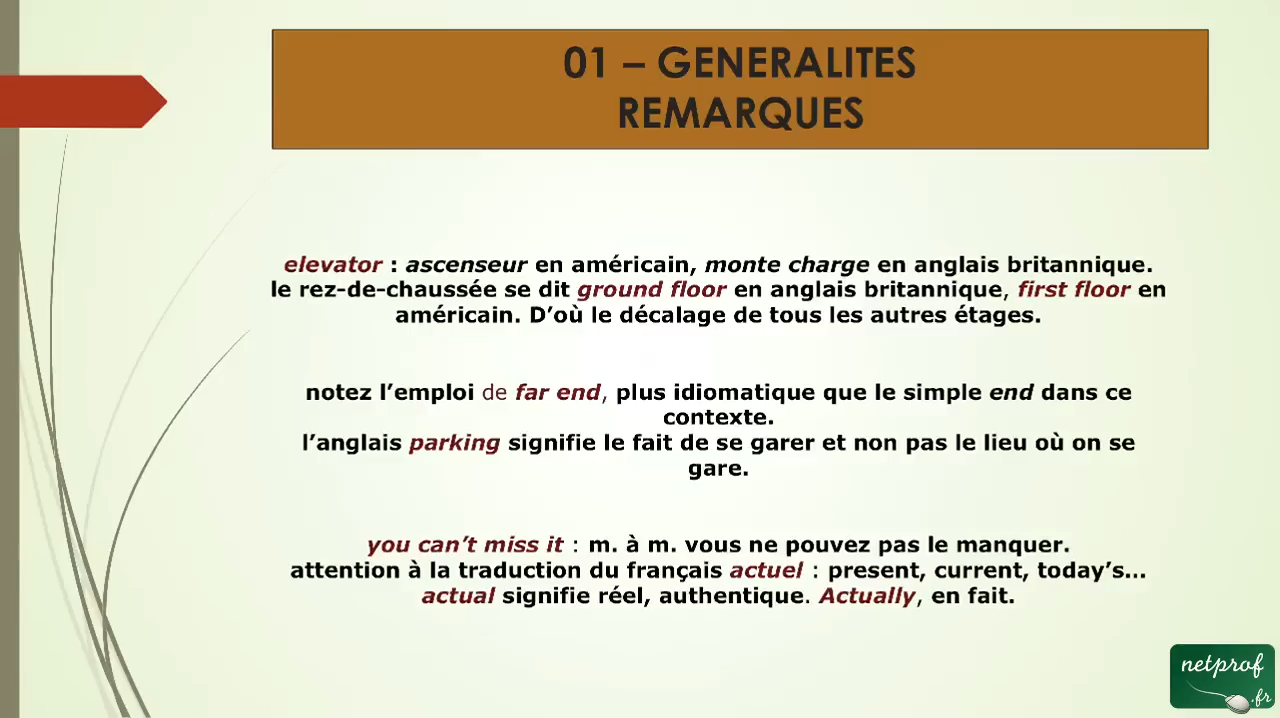 01 – GENERALITES
REMARQUES
elevator : ascenseur en américain, monte charge en anglais britannique.
le rez-de-chaussée se dit ground floor en anglais britannique, first floor en
américain. D’où le décalage de tous les autres étages.
notez l’emploi de far end, plus idiomatique que le simple end dans ce
contexte.
l’anglais parking signifie le fait de se garer et non pas le lieu où on se
gare.
you can’t miss it : m. à m. vous ne pouvez pas le manquer.
attention à la traduction du français actuel : present, current, today’s…
actual signifie réel, authentique. Actually, en fait.
netprof
.fr